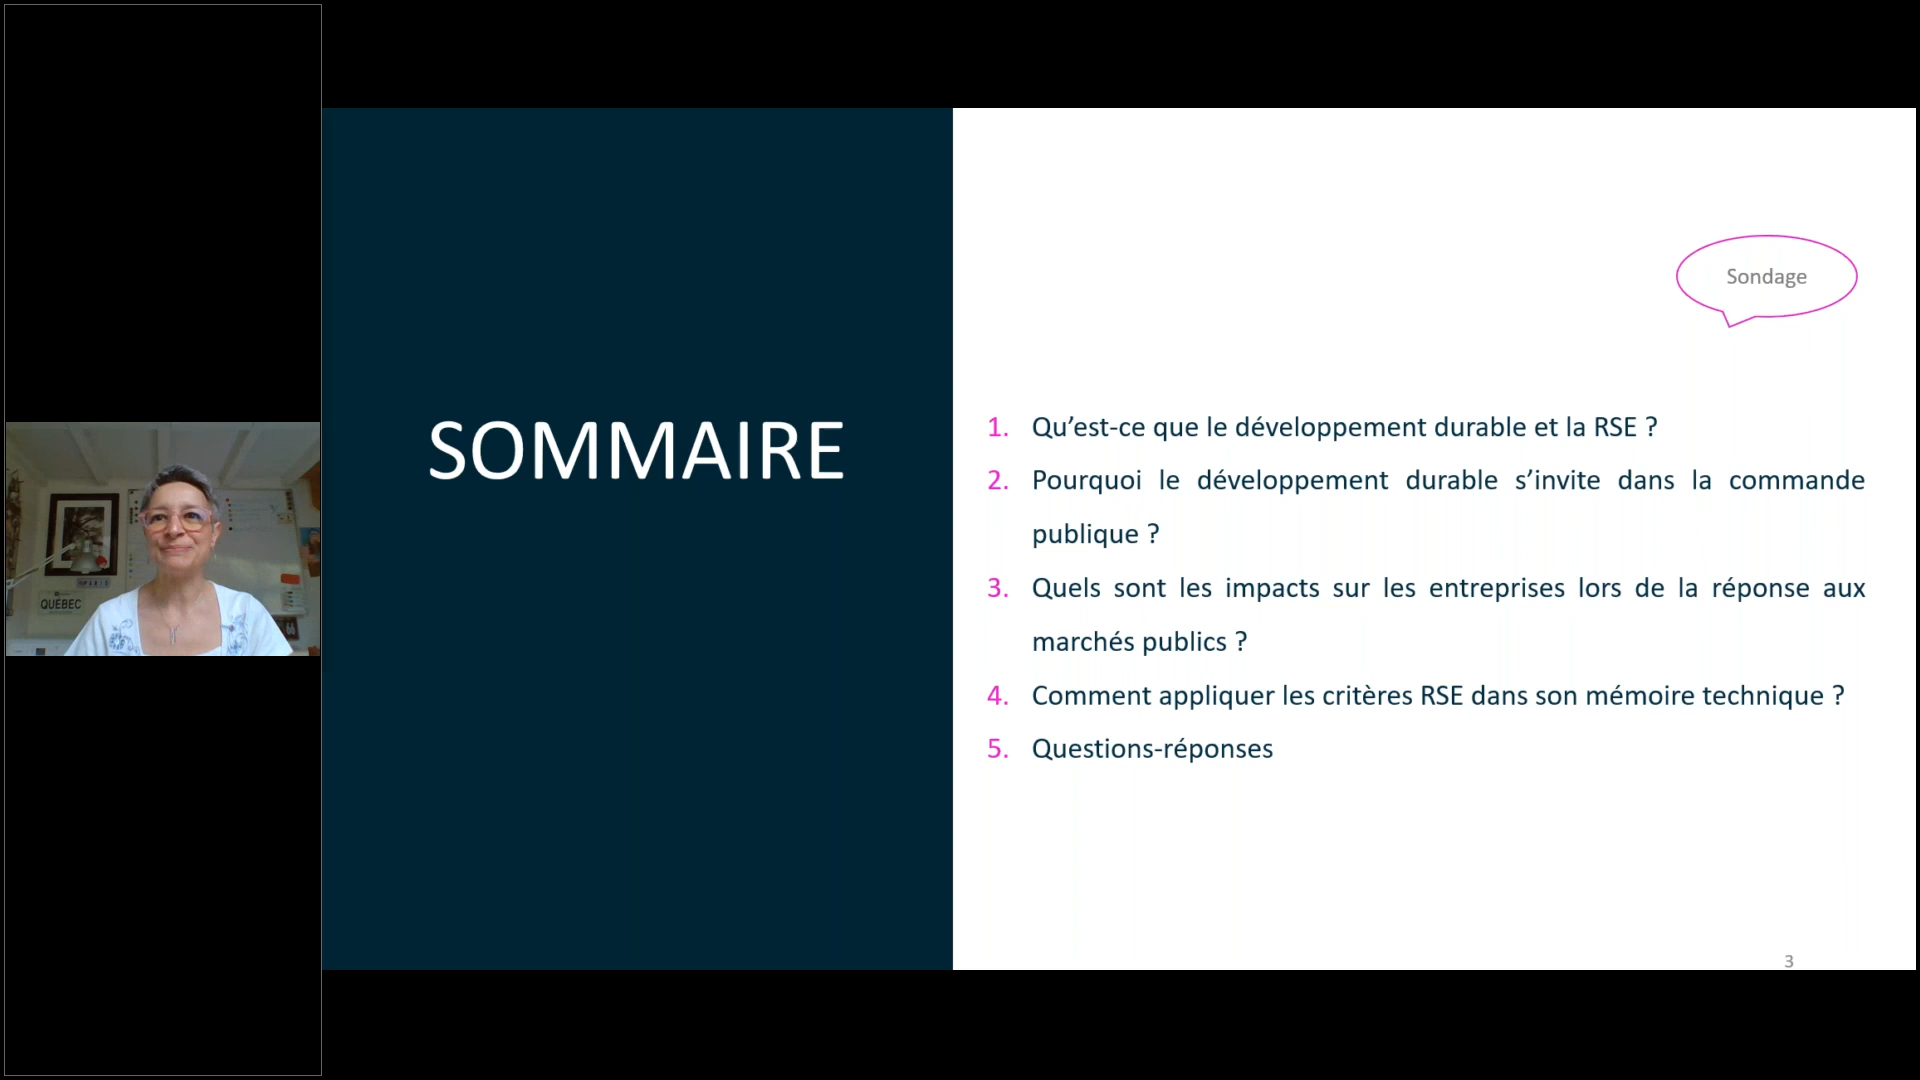 SOMMAIRE
Sondage
1. Qu’est-ce que le développement durable et la RSE ?
2. Pourquoi le développement durable s’invite dans la commande
publique ?
3. Quels sont les impacts sur les entreprises lors de la réponse aux
marchés publics ?
4. Comment appliquer les critères RSE dans son mémoire technique ?
5. Questions-réponses
3
QUÉBEC